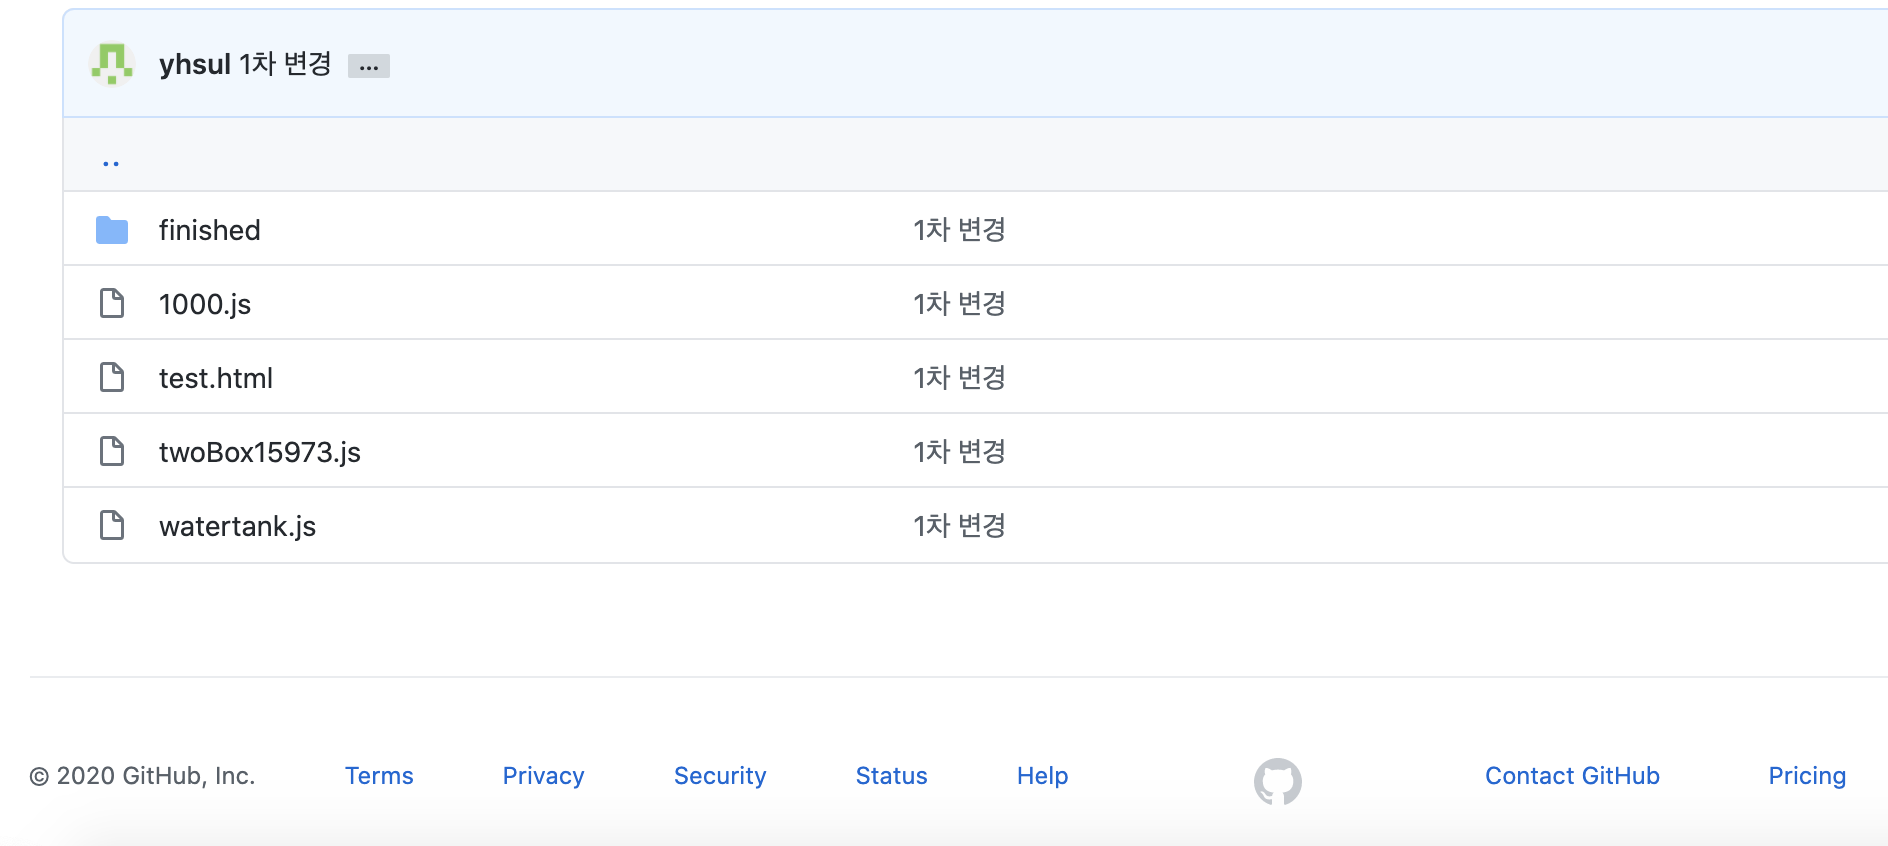 yhsul 1차 변경 ...
..
finished 1차 변경
1000.js 1차 변경
test.html 1차 변경
twoBox15973.js 1차 변경
watertank.js 1차 변경
© 2020 GitHub, Inc. Terms Privacy Security Status Help Contact GitHub Pricing